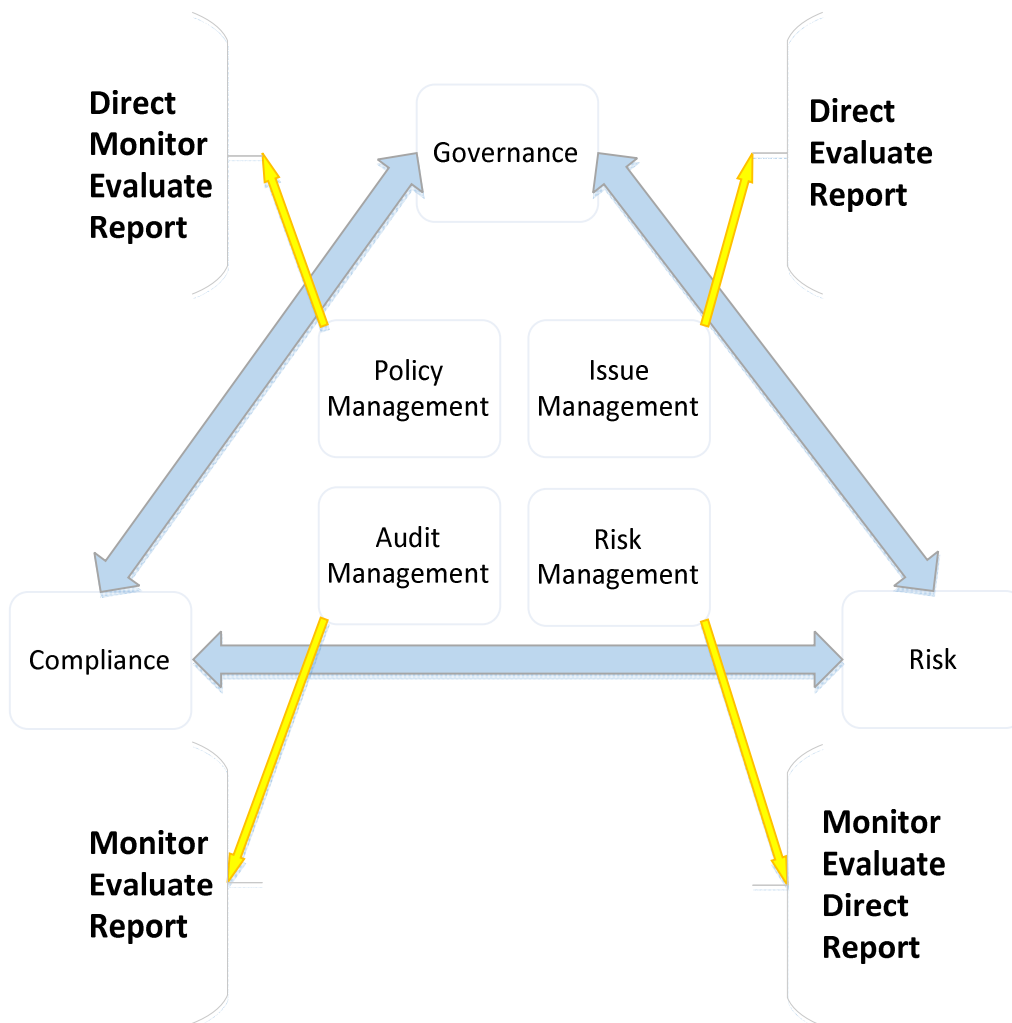 Direct
Monitor
Evaluate
Report
Governance
Direct
Evaluate
Report
Policy
Management
Issue
Management
Audit
Management
Risk
Management
Compliance
Risk
Monitor
Evaluate
Report
Monitor
Evaluate
Direct
Report